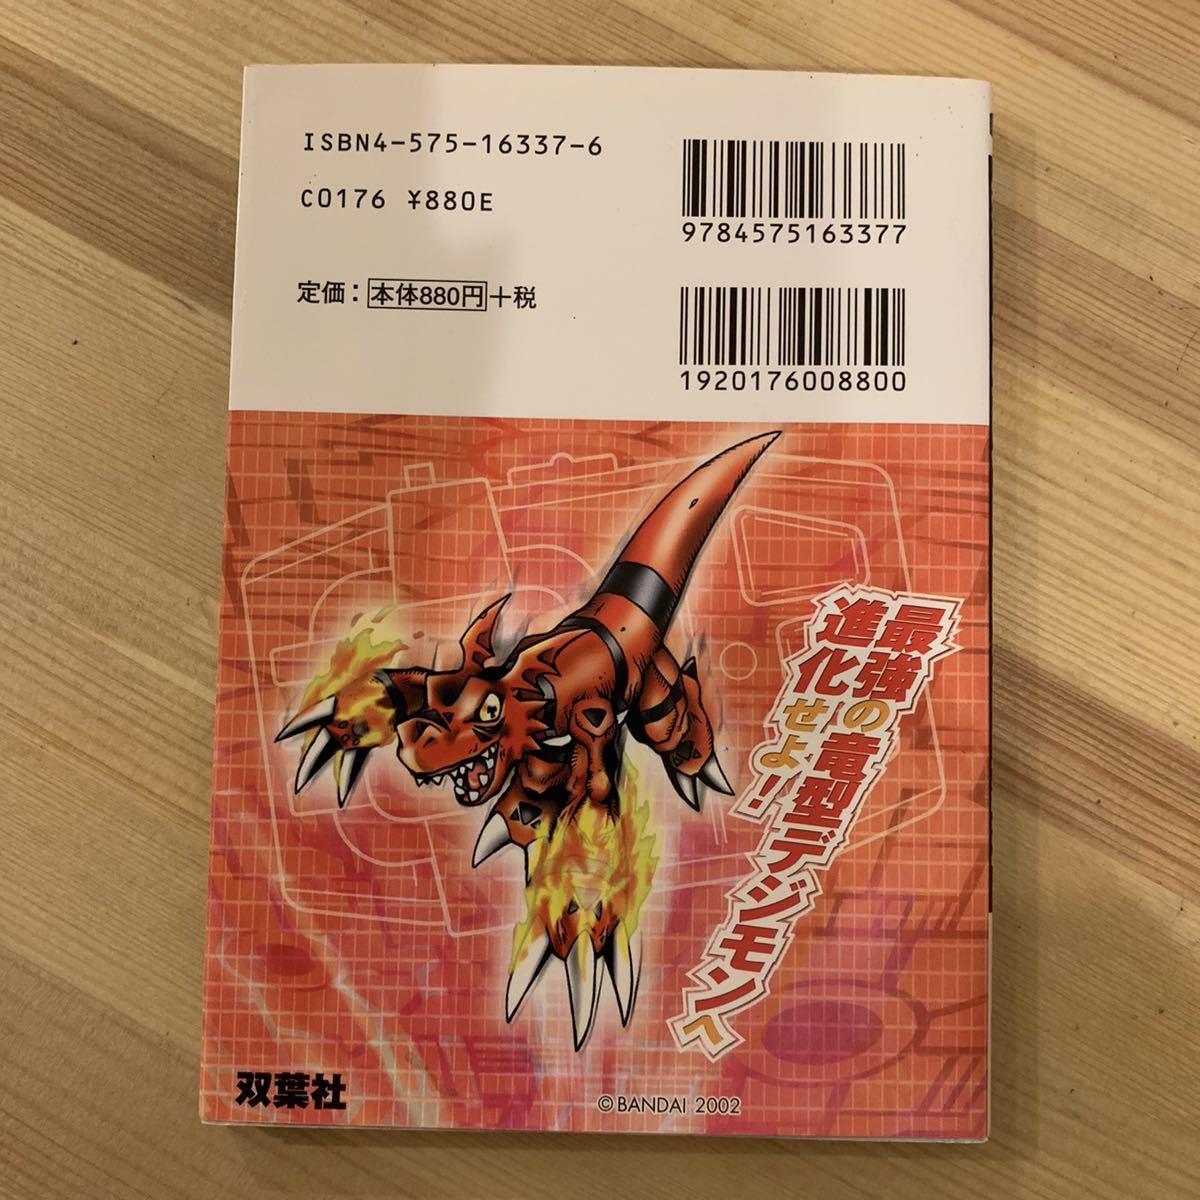 ISBN4-575-16337-6
C0176 ¥880E
定価：本体880円+税
9784575163377
1920176008800
最強の竜型デジモンへ
進化せよ!!
双葉社
©BANDAI 2002